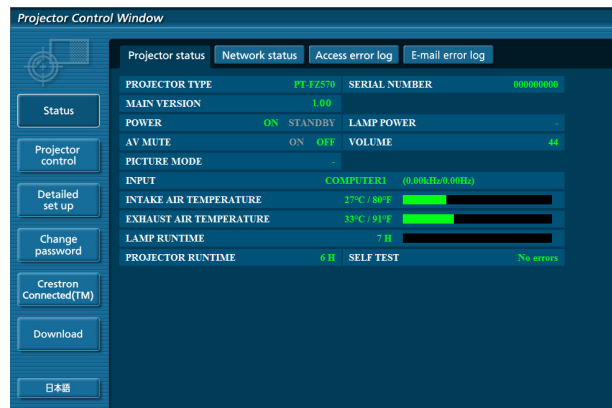 Projector Control Window
Projector status Network status Access error log E-mail error log
PROJECTOR TYPE PT-FZ570 SERIAL NUMBER 000000000
MAIN VERSION 1.00
POWER ON STANDBY LAMP POWER -
AV MUTE ON OFF VOLUME 44
PICTURE MODE -
INPUT COMPUTER1 (0.00kHz/0.00Hz)
INTAKE AIR TEMPERATURE 27°C / 80°F
EXHAUST AIR TEMPERATURE 33°C / 91°F
LAMP RUNTIME 7 H
PROJECTOR RUNTIME 6 H SELF TEST No errors
Status
Projector
control
Detailed
set up
Change
password
Crestron
Connected(TM)
Download
日本語